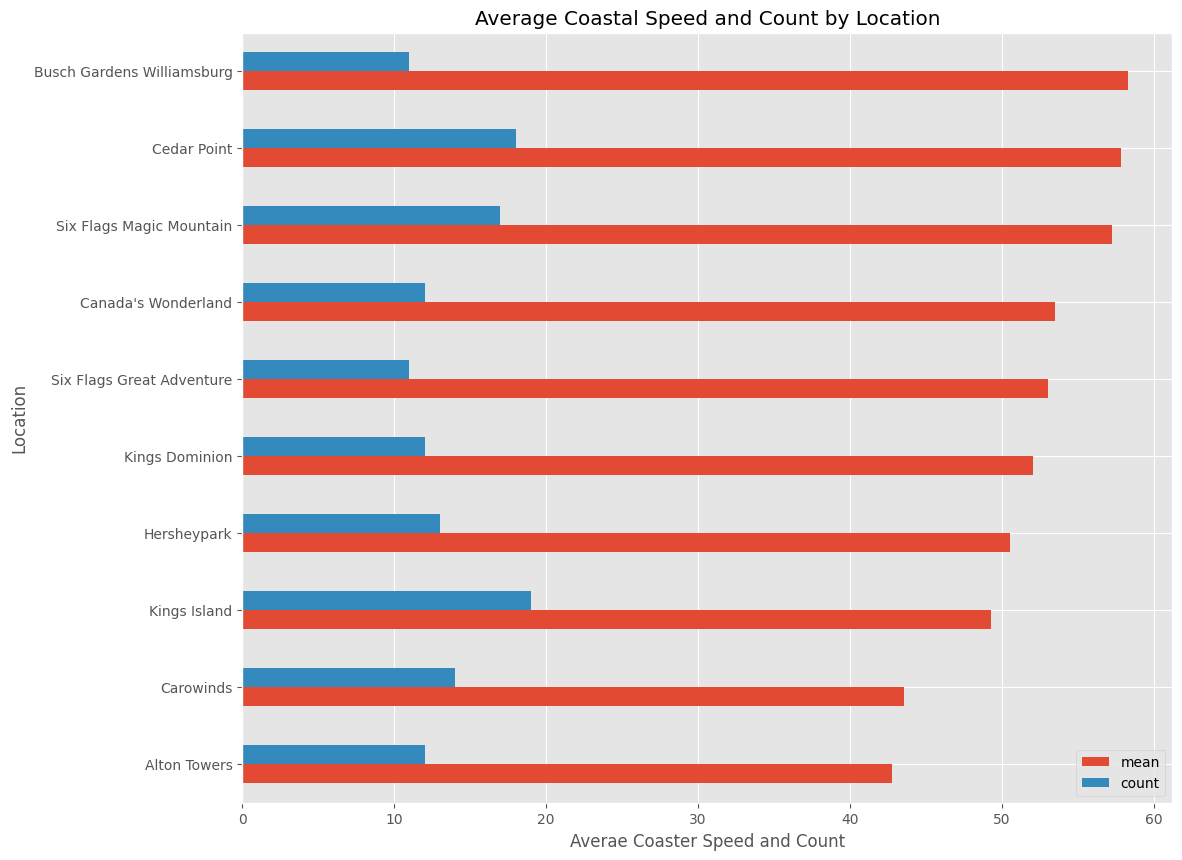 Average Coastal Speed and Count by Location
Busch Gardens Williamsburg
Cedar Point
Six Flags Magic Mountain
Canada's Wonderland
Six Flags Great Adventure
Location
Kings Dominion
Hersheypark
Kings Island
Carowinds
Alton Towers
mean
count
0 10 20 30 40 50 60
Averae Coaster Speed and Count